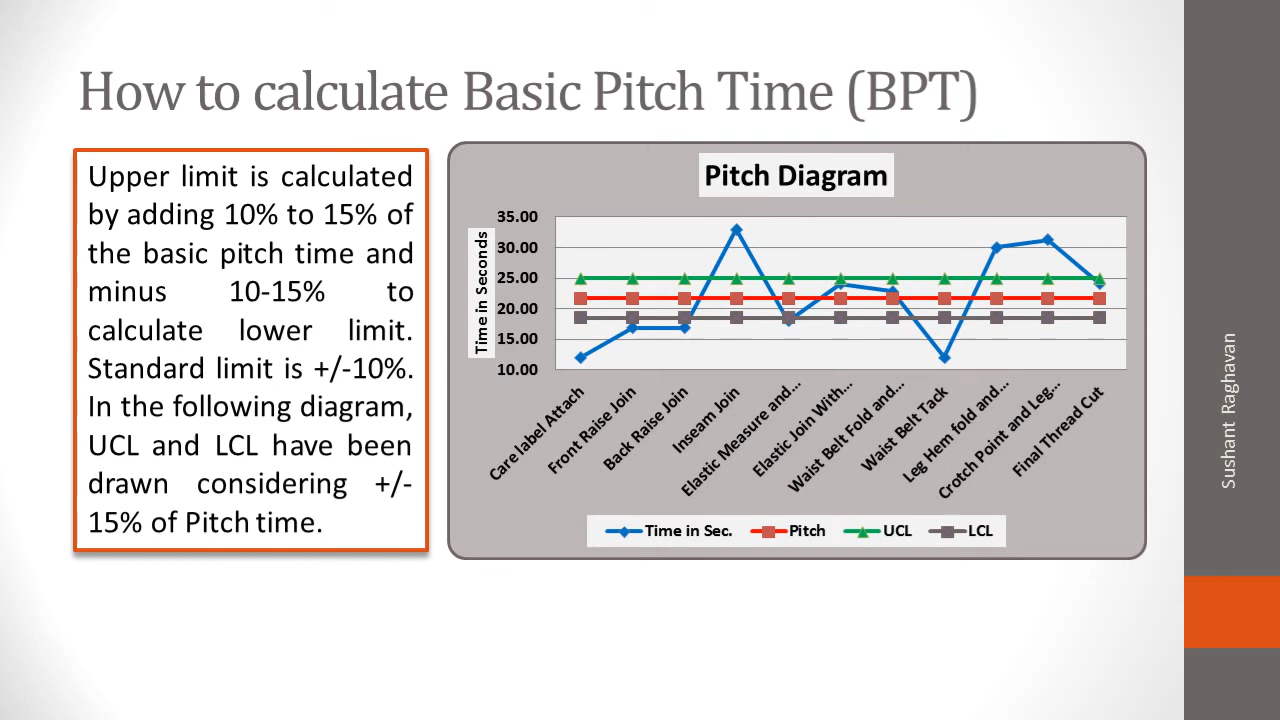 How to calculate Basic Pitch Time (BPT)
Upper limit is calculated
by adding 10% to 15% of
the basic pitch time and
minus 10-15% to
calculate lower limit.
Standard limit is +/-10%.
In the following diagram,
UCL and LCL have been
drawn considering +/-
15% of Pitch time.
Pitch Diagram
Time in Seconds
35.00
30.00
25.00
20.00
15.00
10.00
Care label Attach
Front Raise Join
Back Raise Join
Inseam Join
Elastic Measure and...
Elastic Join With...
Waist Belt Fold and...
Waist Belt Tack
Leg Hem fold and...
Crotch Point and Leg...
Final Thread Cut
Time in Sec.
Pitch
UCL
LCL
Sushant Raghavan